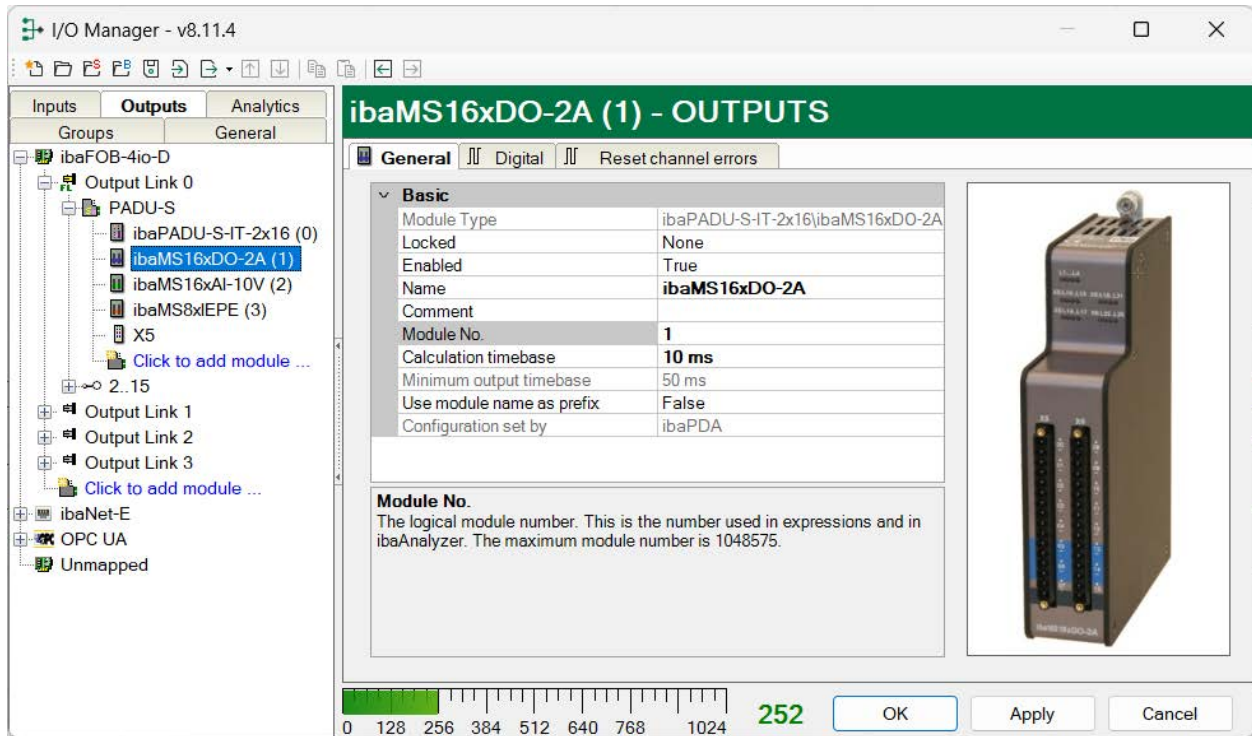 I/O Manager - v8.11.4
Inputs Outputs Analytics
Groups General
ibaFOB-4io-D
Output Link 0
PADU-S
ibaPADU-S-IT-2x16 (0)
ibaMS16xDO-2A (1)
ibaMS16xAI-10V (2)
ibaMS8xIEPE (3)
X5
Click to add module ...
2..15
Output Link 1
Output Link 2
Output Link 3
Click to add module ...
ibaNet-E
OPC UA
Unmapped
ibaMS16xDO-2A (1) - OUTPUTS
General Digital Reset channel errors
Basic
Module Type ibaPADU-S-IT-2x16\ibaMS16xDO-2A
Locked None
Enabled True
Name ibaMS16xDO-2A
Comment
Module No. 1
Calculation timebase 10 ms
Minimum output timebase 50 ms
Use module name as prefix False
Configuration set by ibaPDA
Module No.
The logical module number. This is the number used in expressions and in
ibaAnalyzer. The maximum module number is 1048575.
0 128 256 384 512 640 768 1024
252
OK Apply Cancel